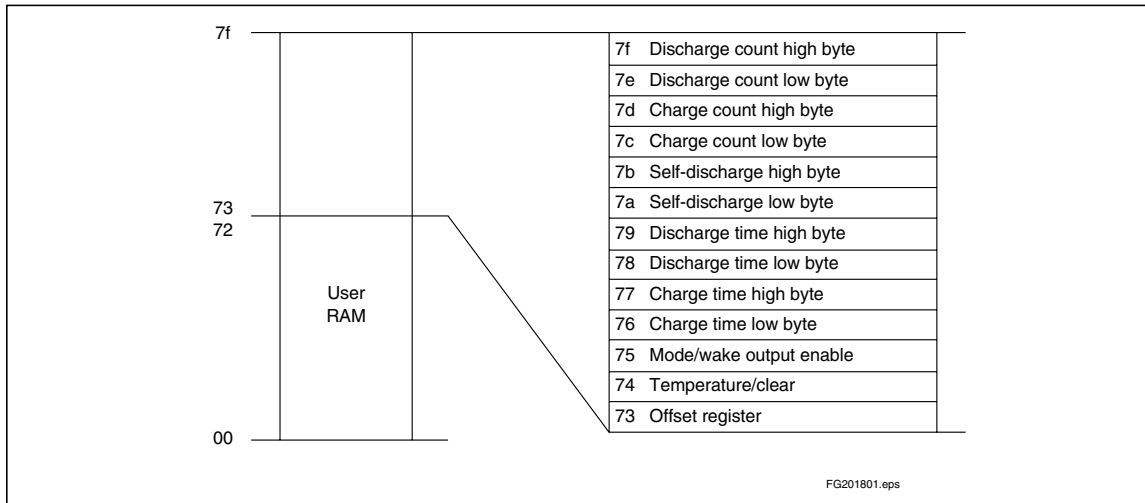 7f
73
72
User
RAM
00
7f Discharge count high byte
7e Discharge count low byte
7d Charge count high byte
7c Charge count low byte
7b Self-discharge high byte
7a Self-discharge low byte
79 Discharge time high byte
78 Discharge time low byte
77 Charge time high byte
76 Charge time low byte
75 Mode/wake output enable
74 Temperature/clear
73 Offset register
FG201801.eps